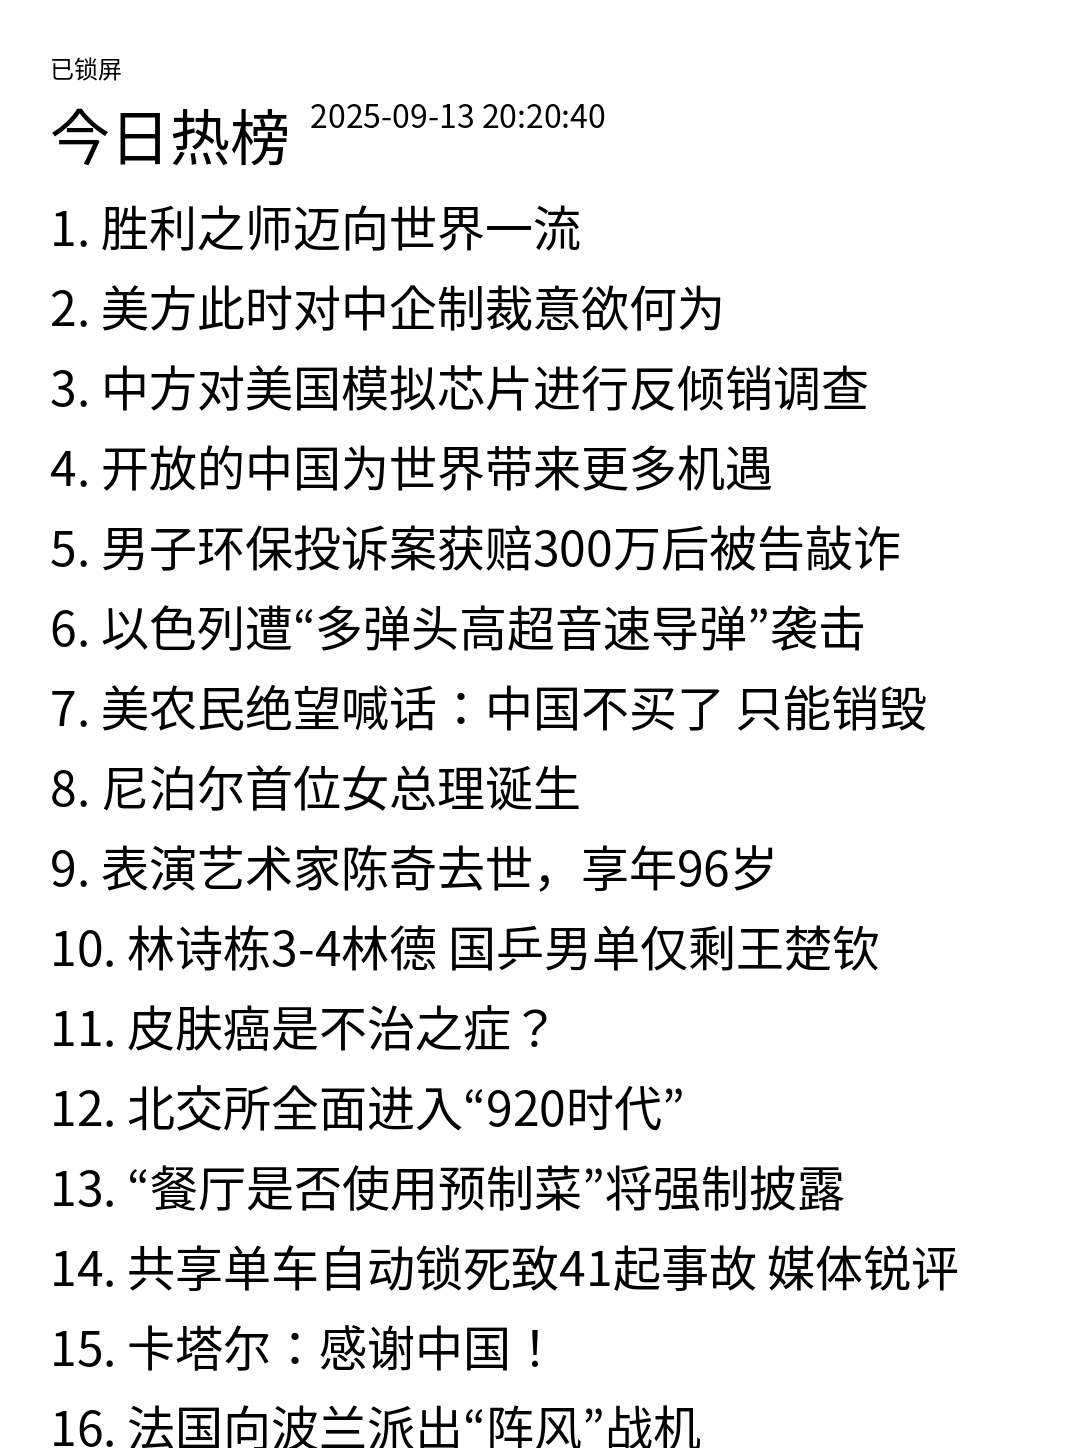 已锁屏
今日热榜 2025-09-13 20:20:40
1. 胜利之师迈向世界一流
2. 美方此时对中企制裁意欲何为
3. 中方对美国模拟芯片进行反倾销调查
4. 开放的中国为世界带来更多机遇
5. 男子环保投诉案获赔300万后被告敲诈
6. 以色列遭“多弹头高超音速导弹”袭击
7. 美农民绝望喊话：中国不买了 只能销毁
8. 尼泊尔首位女总理诞生
9. 表演艺术家陈奇去世，享年96岁
10. 林诗栋3-4林德 国乒男单仅剩王楚钦
11. 皮肤癌是不治之症？
12. 北交所全面进入“920时代”
13. “餐厅是否使用预制菜”将强制披露
14. 共享单车自动锁死致41起事故 媒体锐评
15. 卡塔尔：感谢中国！
16. 法国向波兰派出“阵风”战机